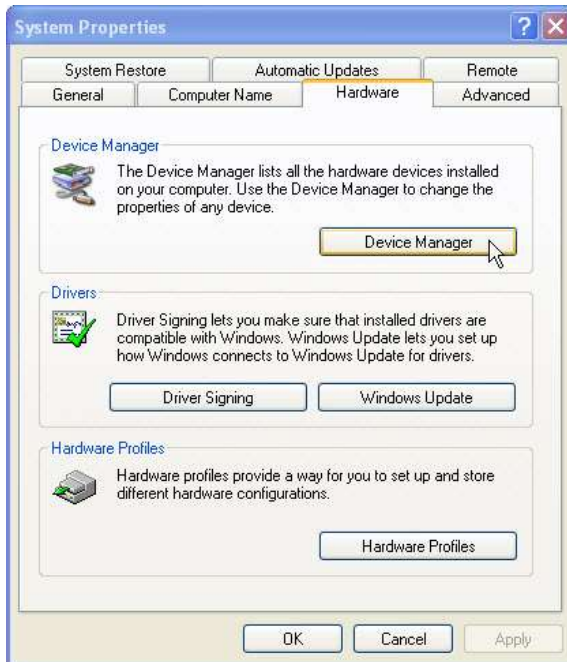 System Properties
System Restore Automatic Updates Remote
General Computer Name Hardware Advanced
Device Manager
The Device Manager lists all the hardware devices installed
on your computer. Use the Device Manager to change the
properties of any device.
Device Manager
Drivers
Driver Signing lets you make sure that installed drivers are
compatible with Windows. Windows Update lets you set up
how Windows connects to Windows Update for drivers.
Driver Signing Windows Update
Hardware Profiles
Hardware profiles provide a way for you to set up and store
different hardware configurations.
Hardware Profiles
OK Cancel Apply